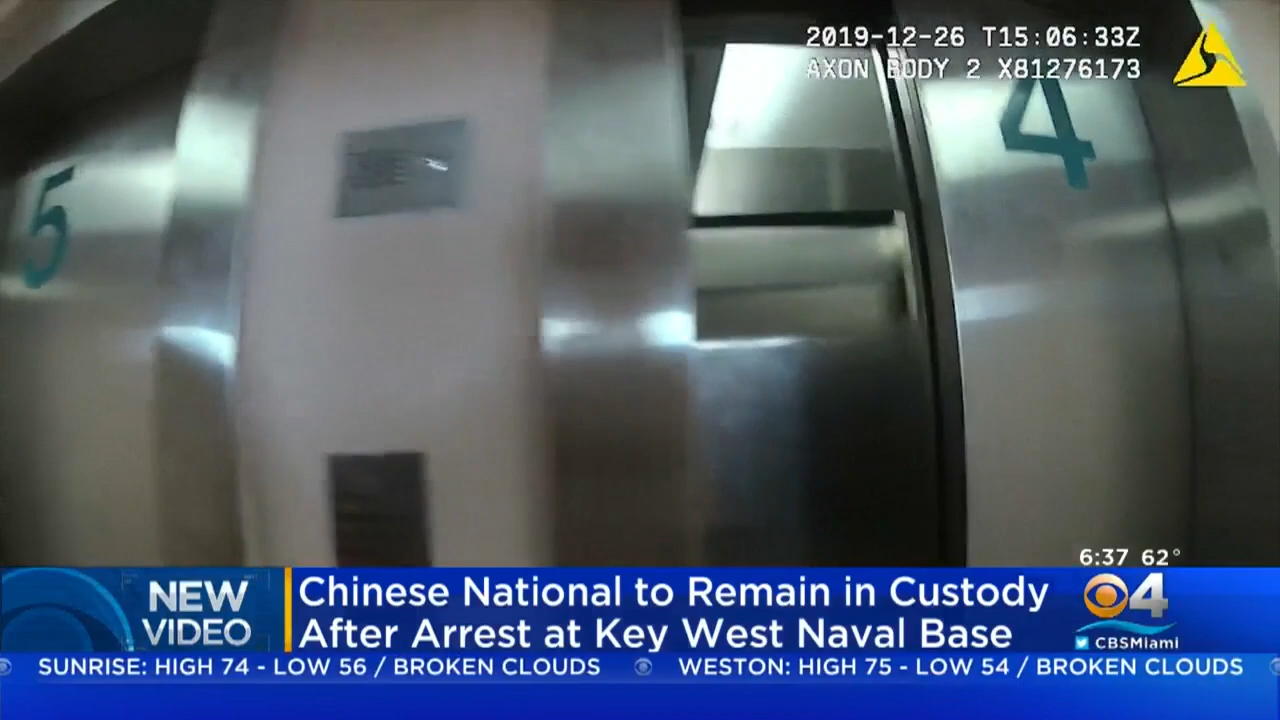 2019-12-26 T15:06:33Z
AXON BODY 2 X81276173
5
4
6:37 62°
NEW
VIDEO
Chinese National to Remain in Custody
After Arrest at Key West Naval Base
4
CBSMiami
SUNRISE: HIGH 74 - LOW 56 / BROKEN CLOUDS
WESTON: HIGH 75 - LOW 54 / BROKEN CLOUDS